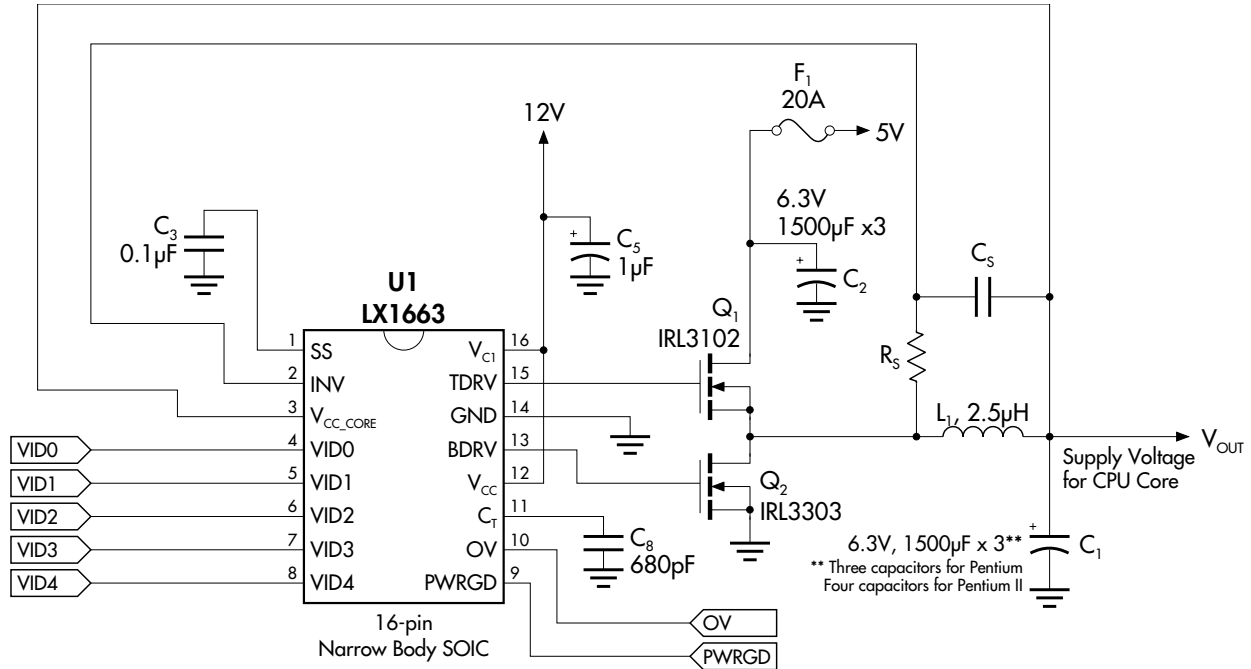 F1
20A
12V
5V
6.3V
1500µF x3
C3
0.1µF
C5
1µF
C2
CS
U1
LX1663
Q1
IRL3102
RS
L1, 2.5µH
1 SS
2 INV
3 VCC_CORE
4 VID0
5 VID1
6 VID2
7 VID3
8 VID4
VC1 16
TDRV 15
GND 14
BDRV 13
VCC 12
CT 11
OV 10
PWRGD 9
VID0
VID1
VID2
VID3
VID4
VOUT
Supply Voltage
for CPU Core
Q2
IRL3303
C8
680pF
6.3V, 1500µF x 3**
C1
** Three capacitors for Pentium
Four capacitors for Pentium II
16-pin
Narrow Body SOIC
OV
PWRGD
+
+
+
+